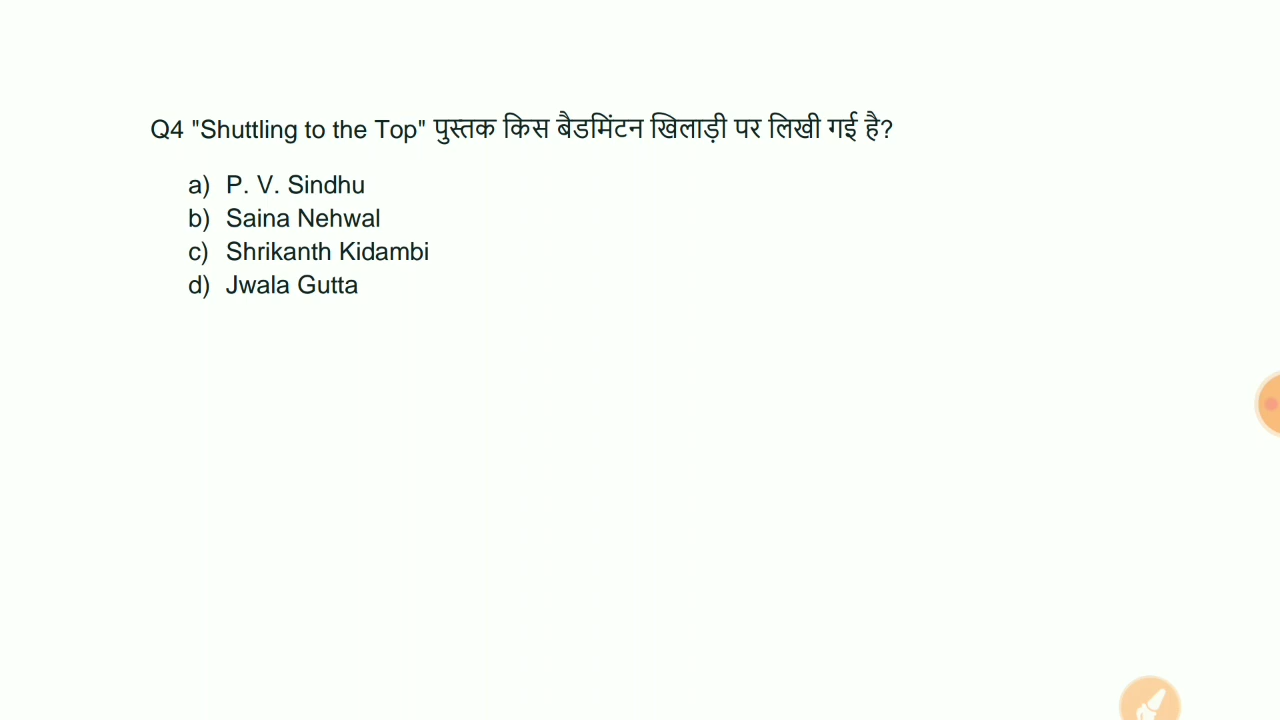 Q4 "Shuttling to the Top" पुस्तक किस बैडमिंटन खिलाड़ी पर लिखी गई है?
a) P. V. Sindhu
b) Saina Nehwal
c) Shrikanth Kidambi
d) Jwala Gutta